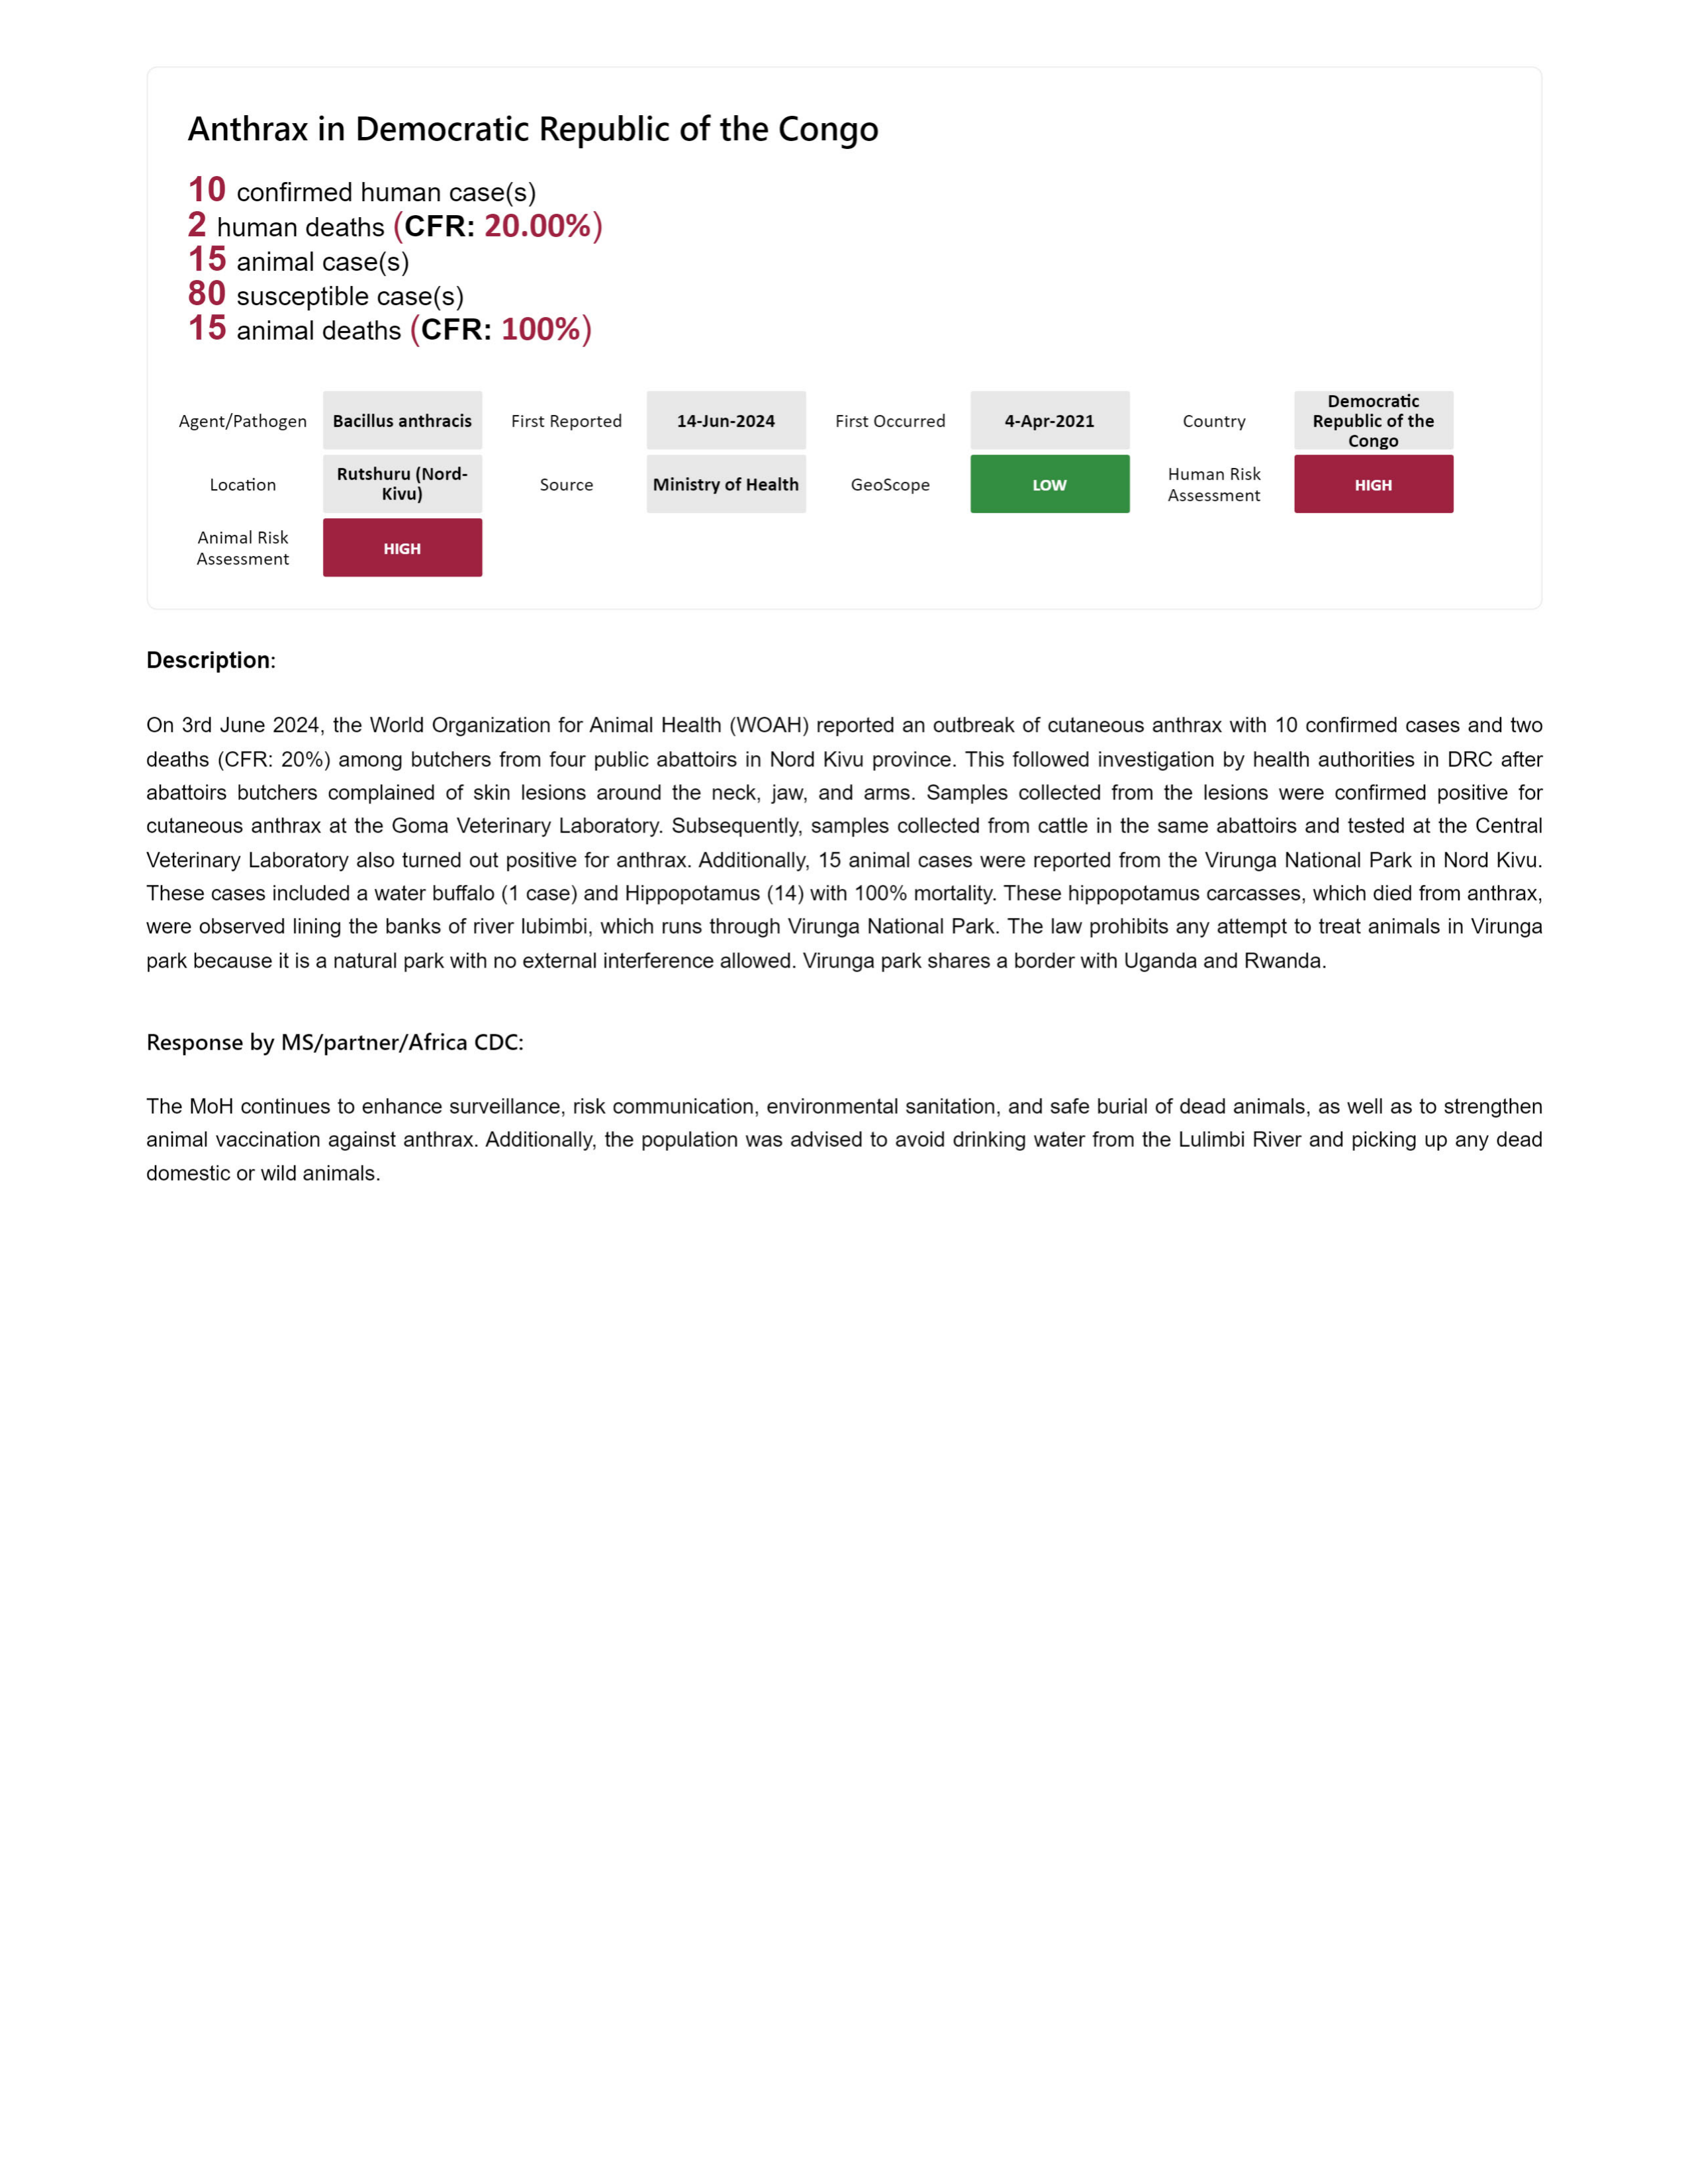 Anthrax in Democratic Republic of the Congo
10 confirmed human case(s)
2 human deaths (CFR: 20.00%)
15 animal case(s)
80 susceptible case(s)
15 animal deaths (CFR: 100%)
Agent/Pathogen
Bacillus anthracis
First Reported
14-Jun-2024
First Occurred
4-Apr-2021
Country
Democratic
Republic of the
Congo
Location
Rutshuru (Nord-
Kivu)
Source
Ministry of Health
GeoScope
LOW
Human Risk
Assessment
HIGH
Animal Risk
Assessment
HIGH
Description:
On 3rd June 2024, the World Organization for Animal Health (WOAH) reported an outbreak of cutaneous anthrax with 10 confirmed cases and two
deaths (CFR: 20%) among butchers from four public abattoirs in Nord Kivu province. This followed investigation by health authorities in DRC after
abattoirs butchers complained of skin lesions around the neck, jaw, and arms. Samples collected from the lesions were confirmed positive for
cutaneous anthrax at the Goma Veterinary Laboratory. Subsequently, samples collected from cattle in the same abattoirs and tested at the Central
Veterinary Laboratory also turned out positive for anthrax. Additionally, 15 animal cases were reported from the Virunga National Park in Nord Kivu.
These cases included a water buffalo (1 case) and Hippopotamus (14) with 100% mortality. These hippopotamus carcasses, which died from anthrax,
were observed lining the banks of river lubimbi, which runs through Virunga National Park. The law prohibits any attempt to treat animals in Virunga
park because it is a natural park with no external interference allowed. Virunga park shares a border with Uganda and Rwanda.
Response by MS/partner/Africa CDC:
The MoH continues to enhance surveillance, risk communication, environmental sanitation, and safe burial of dead animals, as well as to strengthen
animal vaccination against anthrax. Additionally, the population was advised to avoid drinking water from the Lulimbi River and picking up any dead
domestic or wild animals.